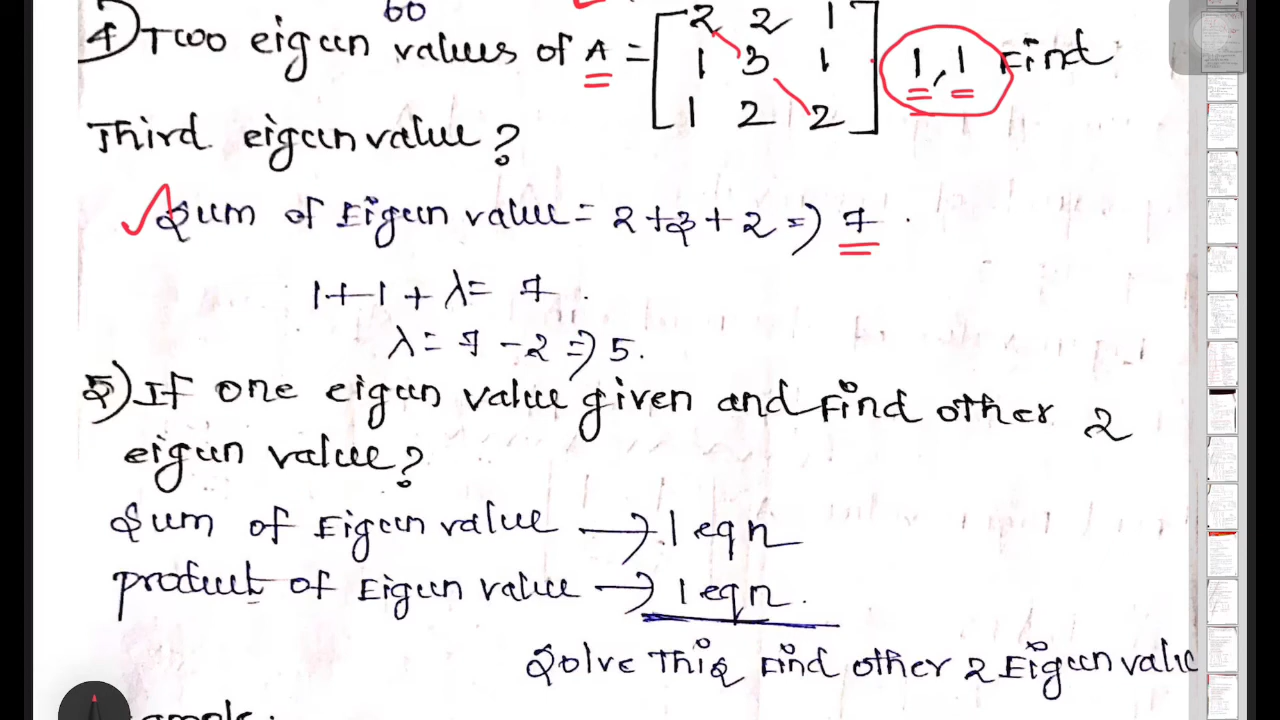 60
4) Two eigen values of A = [2 2 1
1 3 1
1 2 2] 1, 1 Find
Third eigen value?
Sum of Eigen value = 2 + 3 + 2 => 7.
1 + 1 + λ = 7.
λ = 7 - 2 => 5.
5) If one eigen value given and Find other 2
eigen value?
Sum of Eigen value → 1 eqn
product of Eigen value → 1 eqn.
Solve This Find other 2 Eigen value